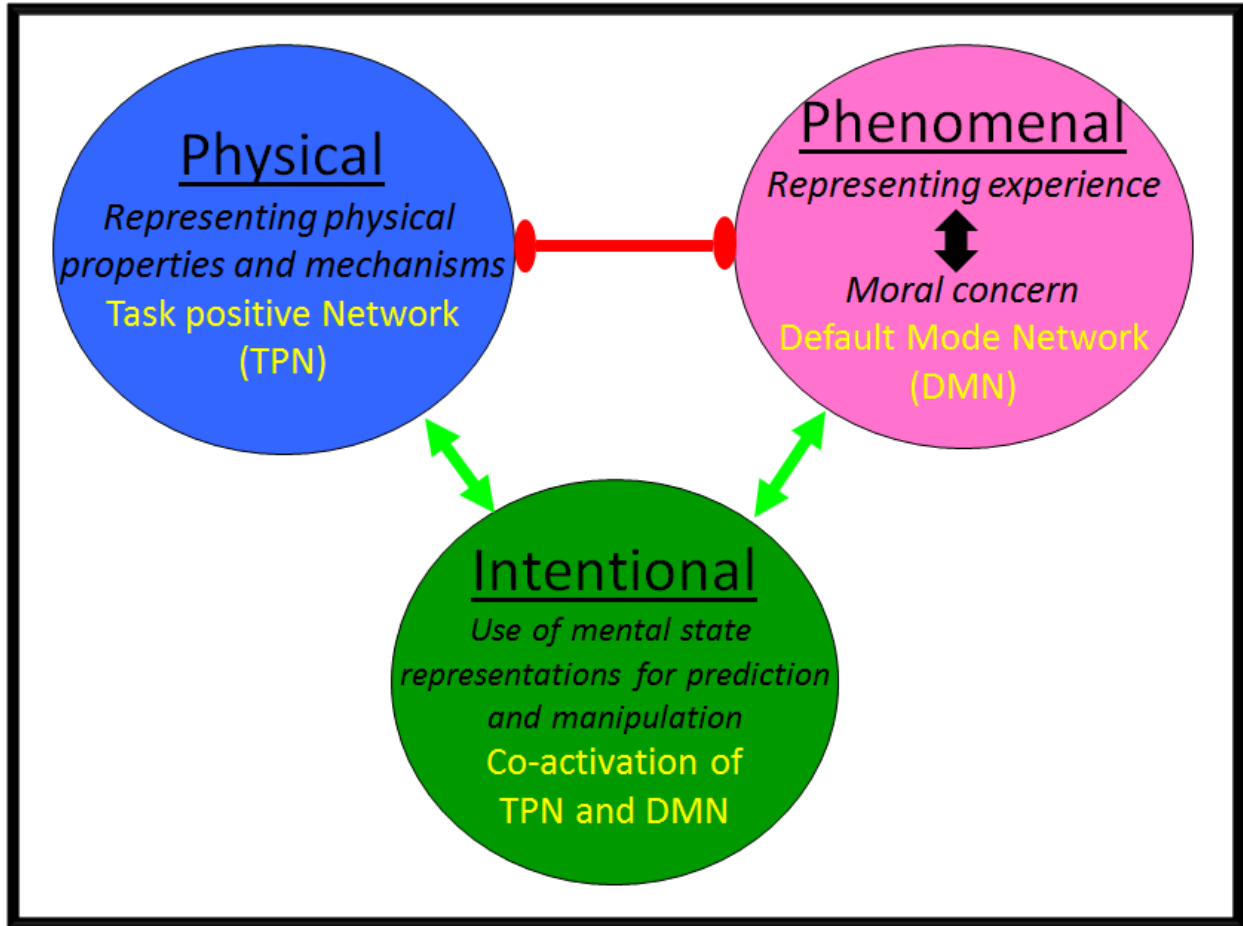 Physical
Representing physical
properties and mechanisms
Task positive Network
(TPN)
Phenomenal
Representing experience
Moral concern
Default Mode Network
(DMN)
Intentional
Use of mental state
representations for prediction
and manipulation
Co-activation of
TPN and DMN